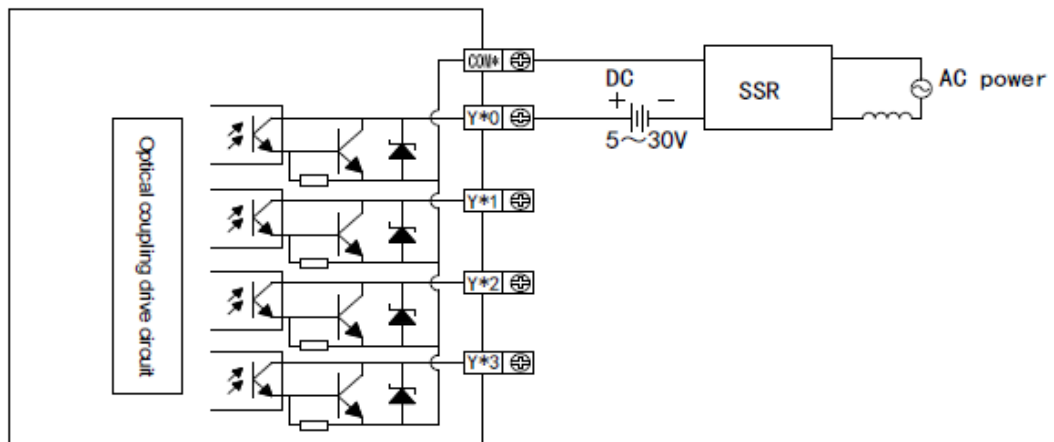 COM*
DC
+ −
5～30V
SSR
AC power
Y*0
Y*1
Y*2
Y*3
Optical coupling drive circuit